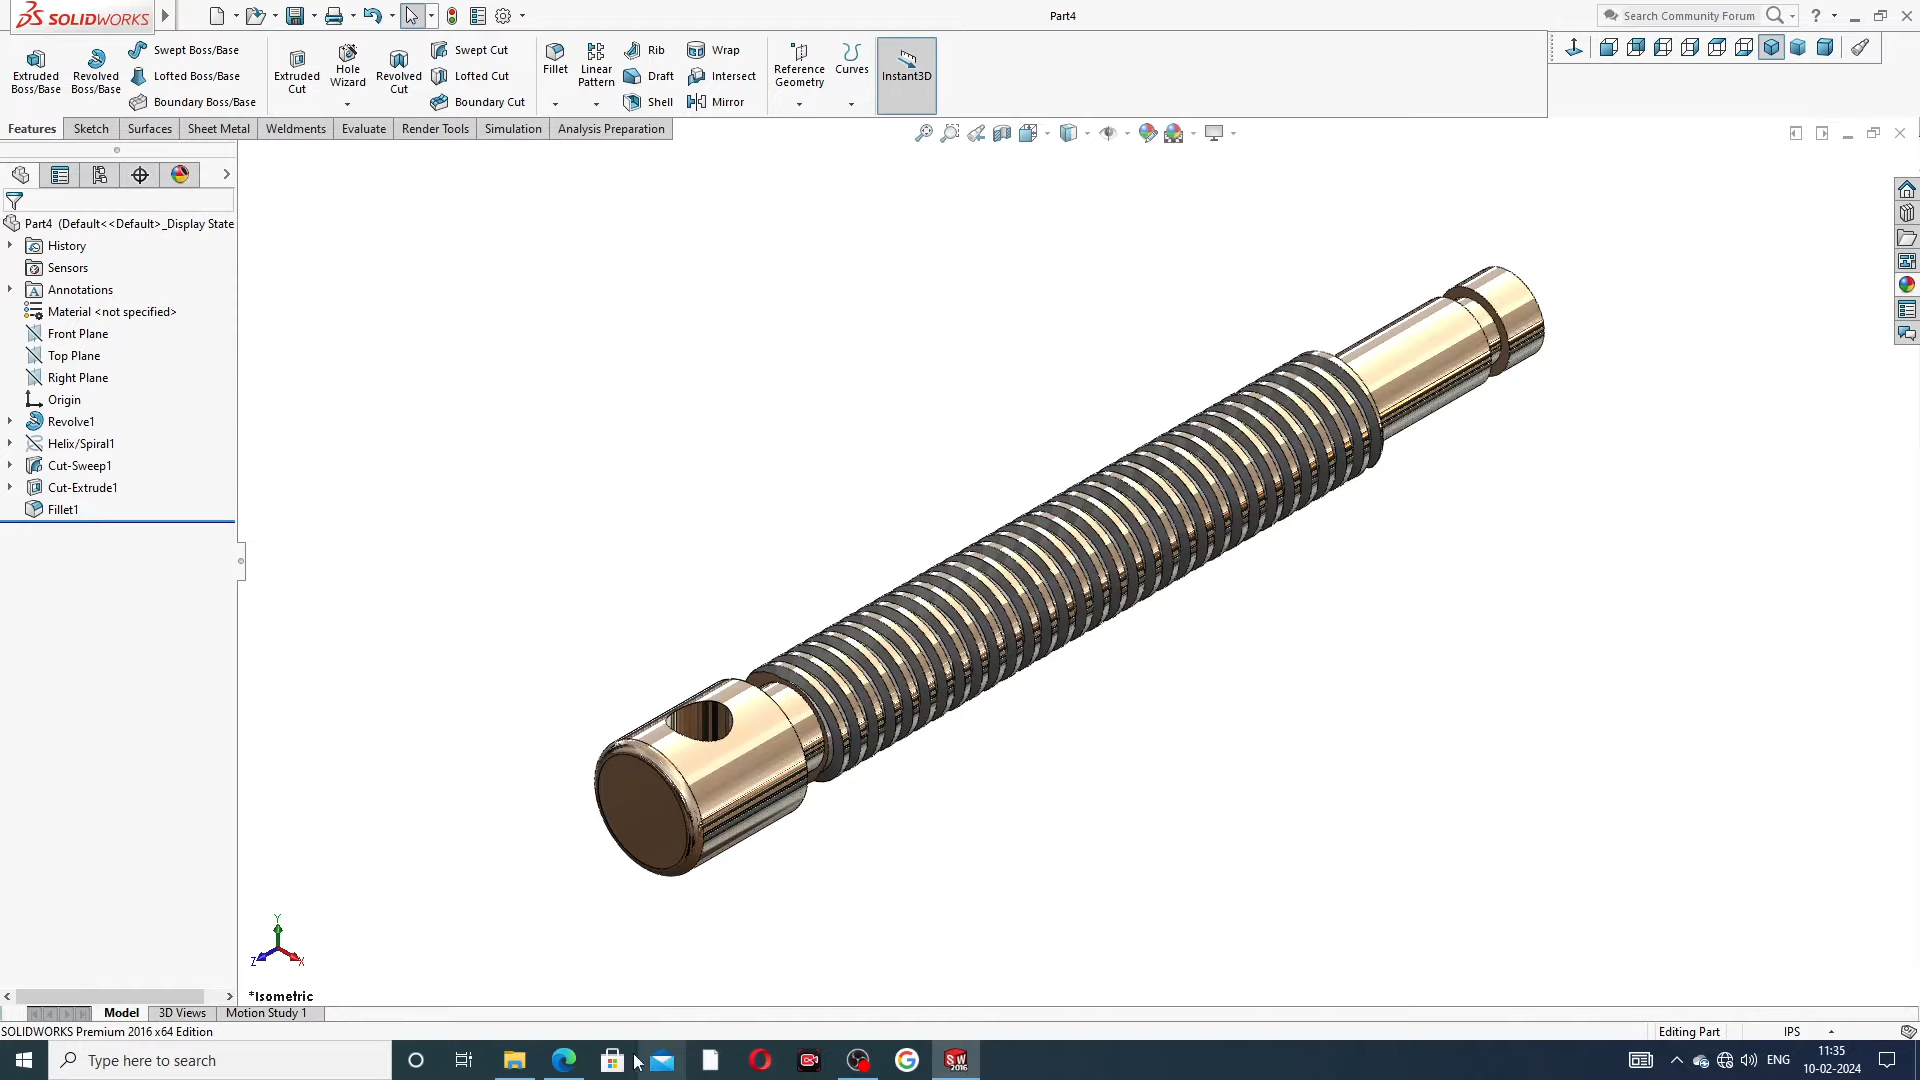 SOLIDWORKS
Part4
Search Community Forum
?
Extruded Boss/Base
Revolved Boss/Base
Swept Boss/Base
Lofted Boss/Base
Boundary Boss/Base
Extruded Cut
Hole Wizard
Revolved Cut
Swept Cut
Lofted Cut
Boundary Cut
Fillet
Linear Pattern
Rib
Draft
Shell
Wrap
Intersect
Mirror
Reference Geometry
Curves
Instant3D
Features
Sketch
Surfaces
Sheet Metal
Weldments
Evaluate
Render Tools
Simulation
Analysis Preparation
Part4 (Default<<Default>_Display State
History
Sensors
A Annotations
Material <not specified>
Front Plane
Top Plane
Right Plane
Origin
Revolve1
Helix/Spiral1
Cut-Sweep1
Cut-Extrude1
Fillet1
Y
Z
X
*Isometric
Model
3D Views
Motion Study 1
SOLIDWORKS Premium 2016 x64 Edition
Editing Part
IPS
Type here to search
SW 2016
ENG
11:35
10-02-2024